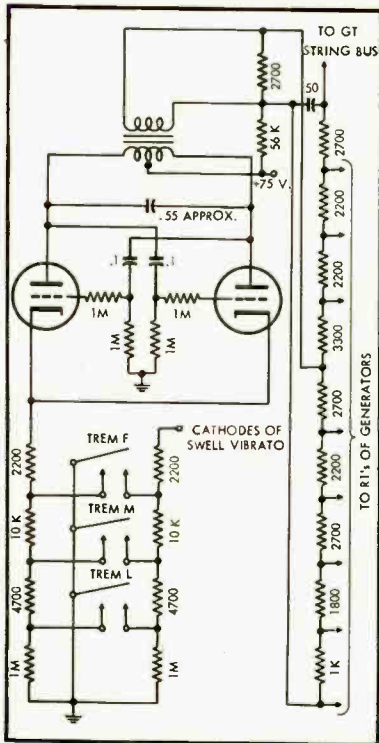 TO GT
STRING BUS
2700
50
56 K
2700
+75 V.
.55 APPROX.
2200
.1
2200
1M
1M
3300
1M
1M
2700
CATHODES OF
SWELL VIBRATO
2200
TREM F
2200
2200
TO R1's OF GENERATORS
10 K
TREM M
10 K
2700
4700
TREM L
4700
1800
1M
1M
1K